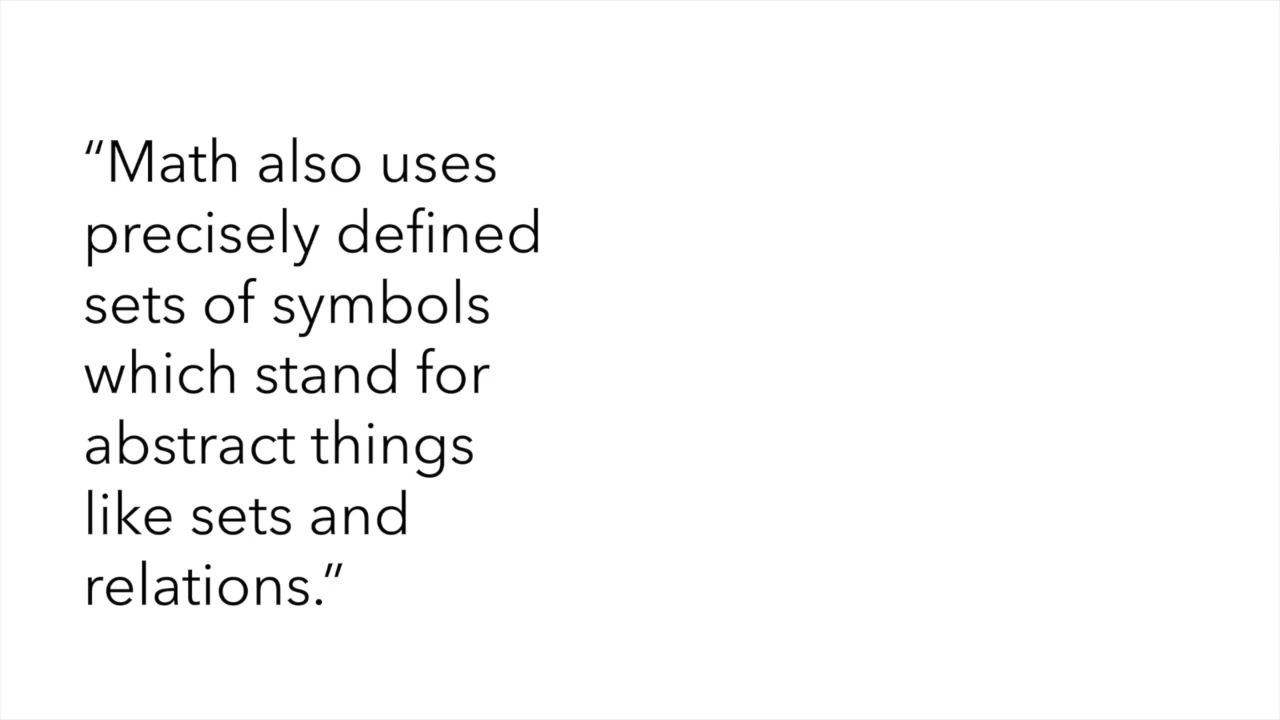 “Math also uses
precisely defined
sets of symbols
which stand for
abstract things
like sets and
relations.”